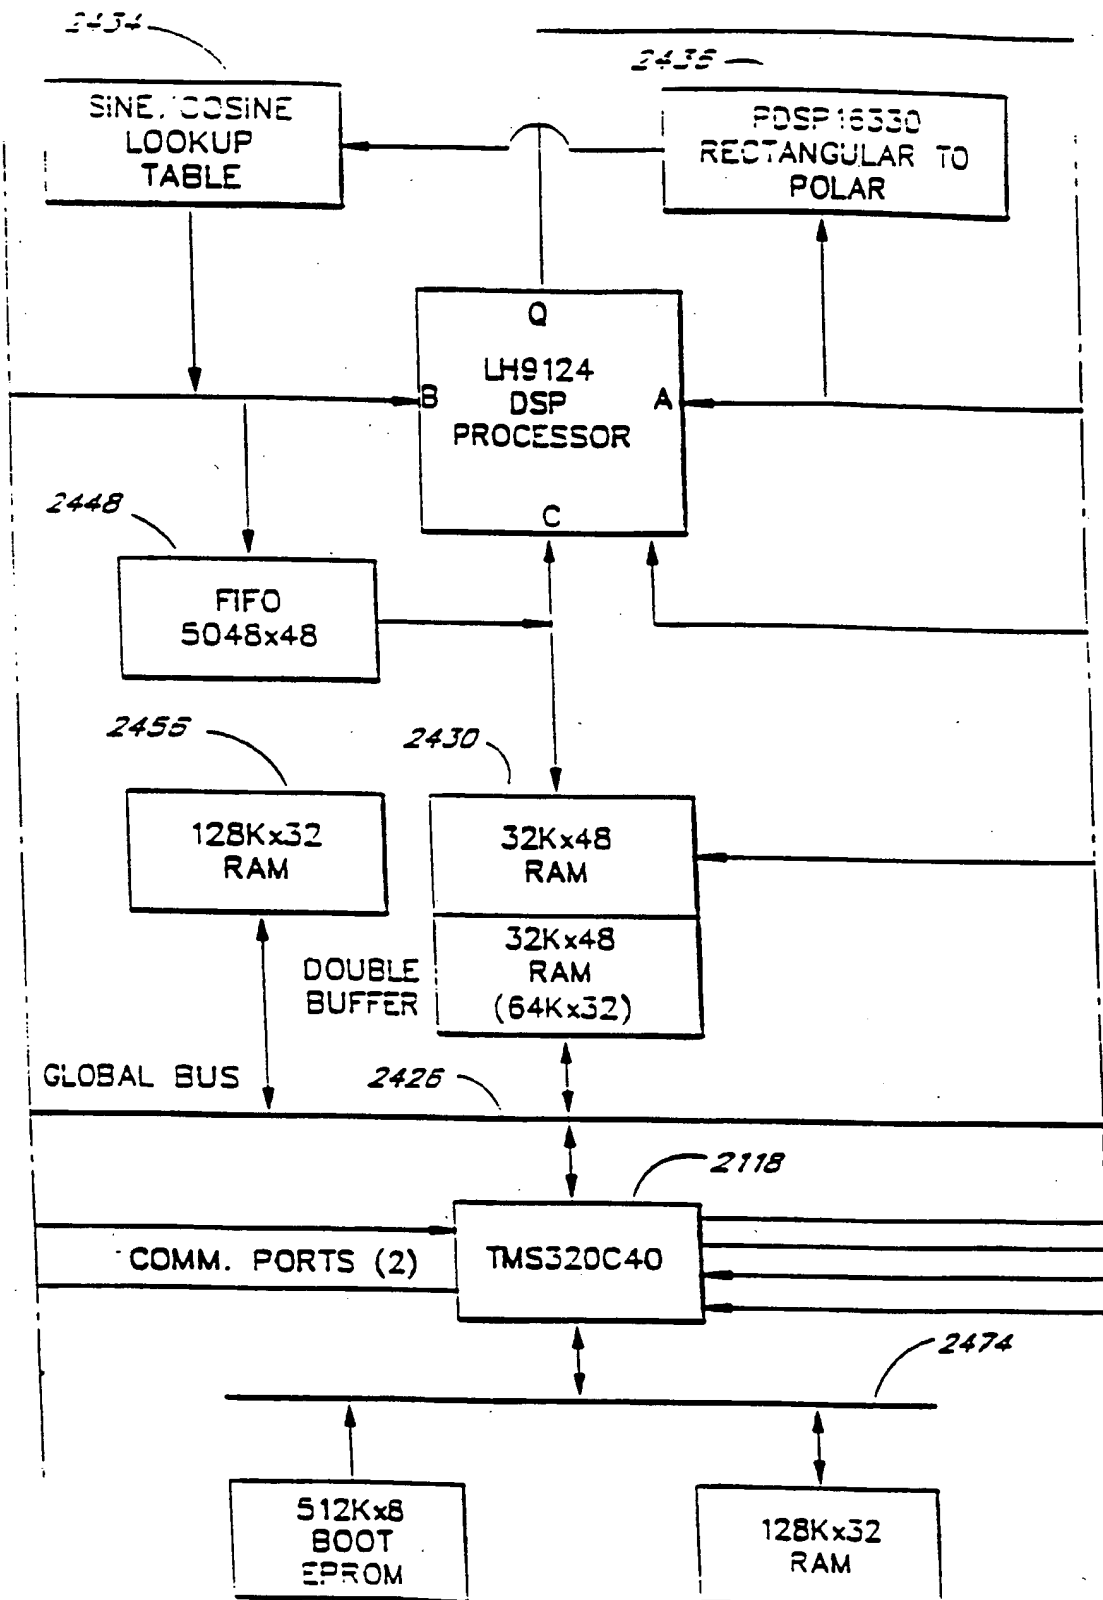 2434
2436
SINE/COSINE
LOOKUP
TABLE
PDSP16330
RECTANGULAR TO
POLAR
Q
LH9124
DSP
PROCESSOR
B
A
C
2448
FIFO
5048x48
2456
2430
128Kx32
RAM
32Kx48
RAM
32Kx48
RAM
(64Kx32)
DOUBLE
BUFFER
GLOBAL BUS
2426
2118
TMS320C40
COMM. PORTS (2)
2474
512Kx8
BOOT
EPROM
128Kx32
RAM